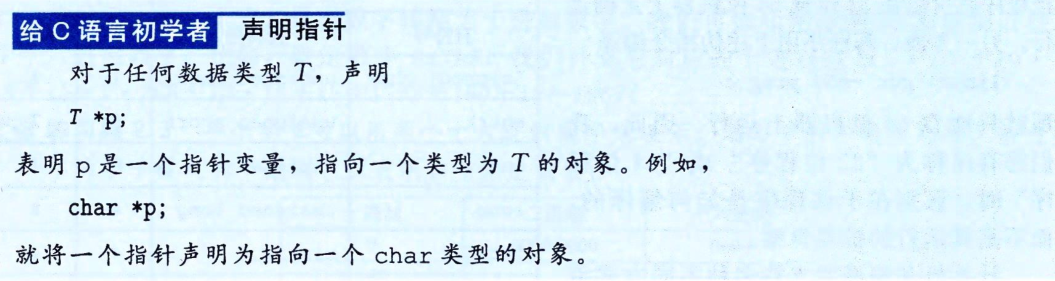 给 C 语言初学者 声明指针
对于任何数据类型 T，声明
T *p;
表明 p 是一个指针变量，指向一个类型为 T 的对象。例如，
char *p;
就将一个指针声明为指向一个 char 类型的对象。